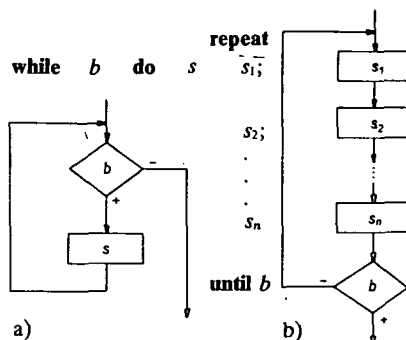 while b do s
b
−
+
s
a)
repeat
s1;
s2;
.
.
.
sn
until b
s1
s2
sn
−
b
+
b)